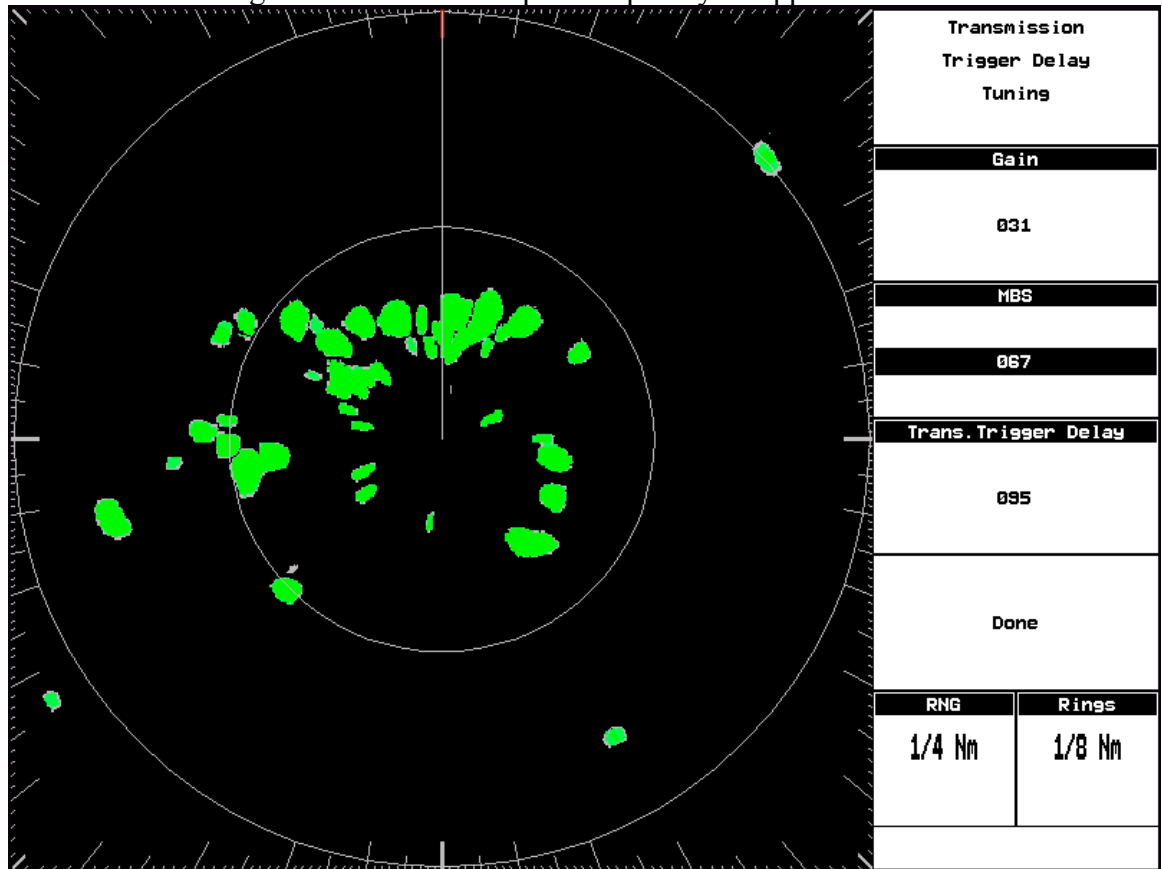 Transmission
Trigger Delay
Tuning
Gain
031
MBS
067
Trans.Trigger Delay
095
Done
RNG
Rings
1/4 Nm
1/8 Nm